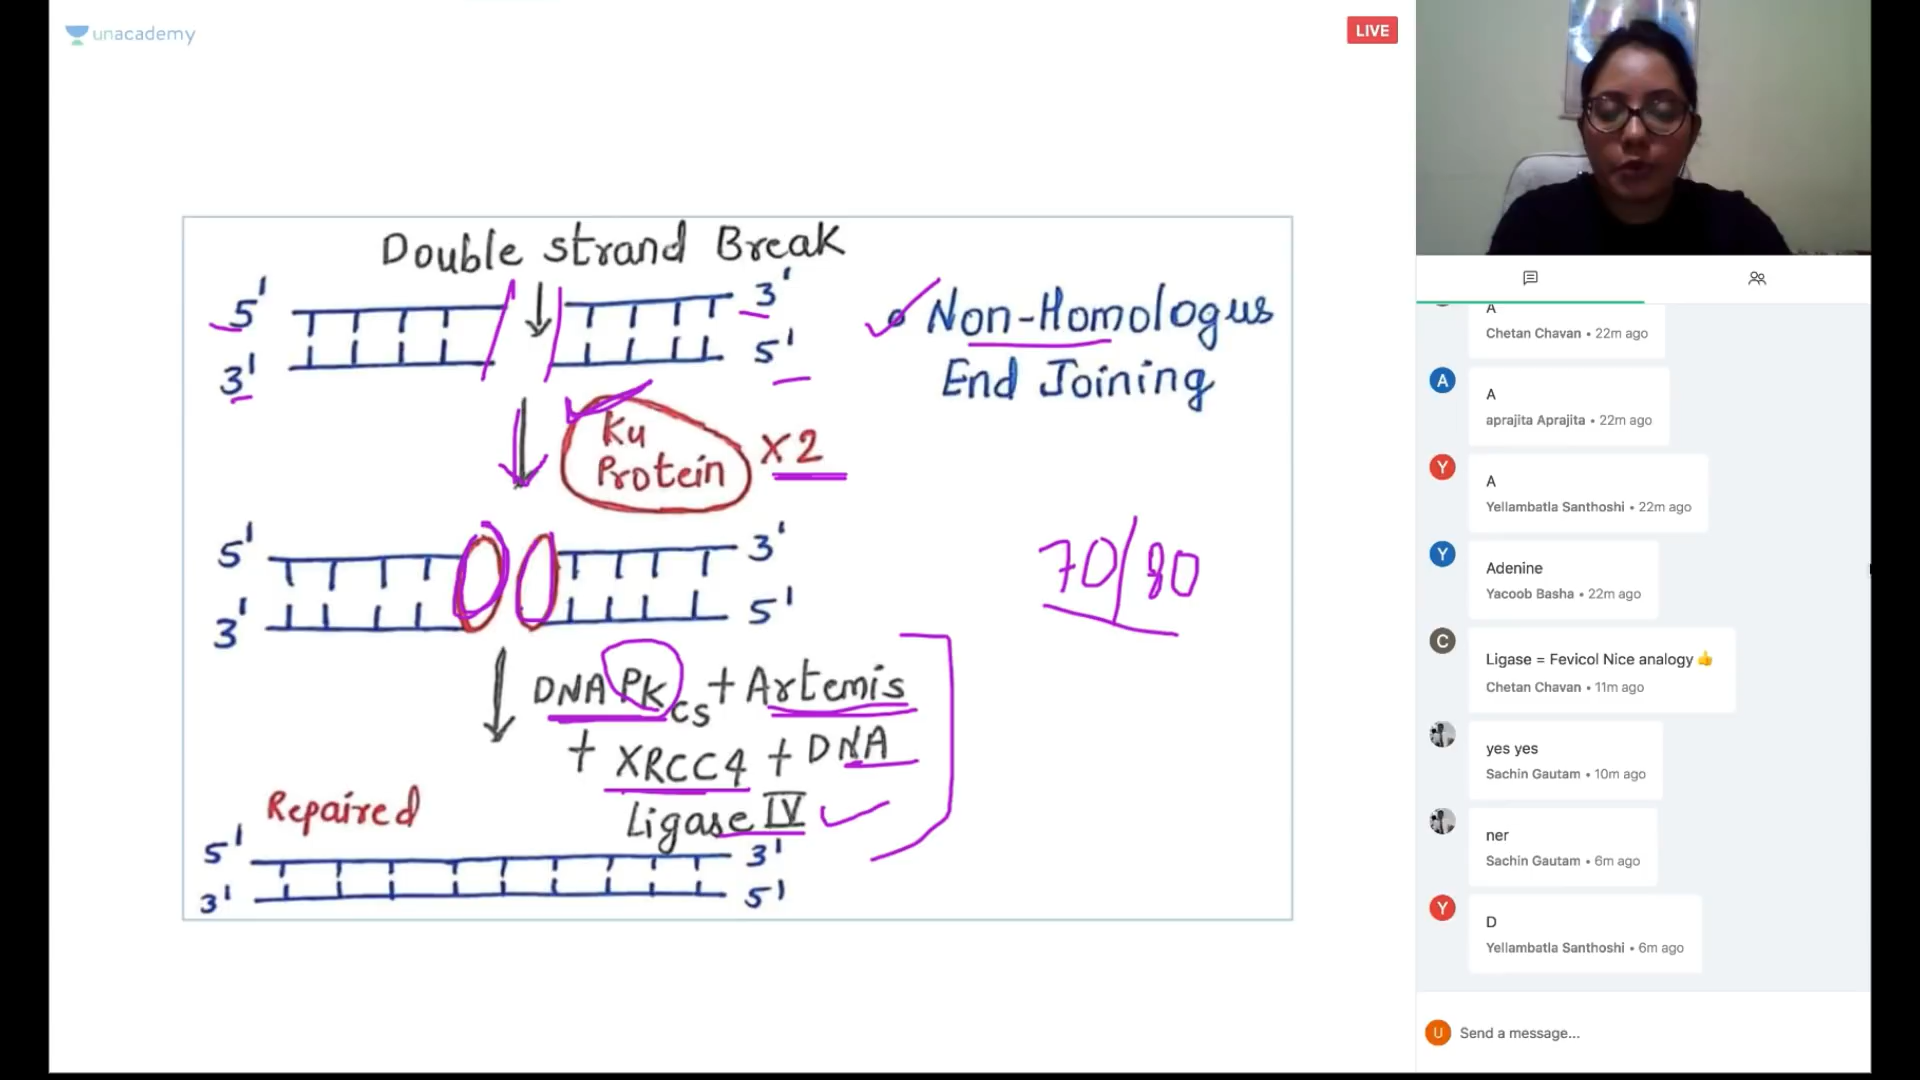 unacademy
LIVE
Double strand Break
5' 3'
3' 5'
Non-Homologus
End Joining
Ku
Protein
X2
5' 3'
3' 5'
70/80
DNA PKcs + Artemis
+ XRCC4 + DNA
Ligase IV
Repaired
5' 3'
3' 5'
A
Chetan Chavan • 22m ago
A
A
aprajita Aprajita • 22m ago
Y
A
Yellambatla Santhoshi • 22m ago
Y
Adenine
Yacoob Basha • 22m ago
C
Ligase = Fevicol Nice analogy 👍
Chetan Chavan • 11m ago
yes yes
Sachin Gautam • 10m ago
ner
Sachin Gautam • 6m ago
Y
D
Yellambatla Santhoshi • 6m ago
U
Send a message...